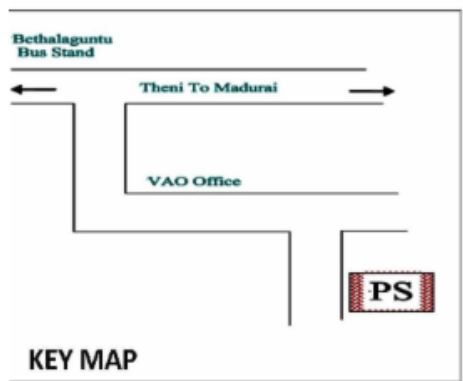 Bethalaguntu
Bus Stand
Theni To Madurai
VAO Office
PS
KEY MAP